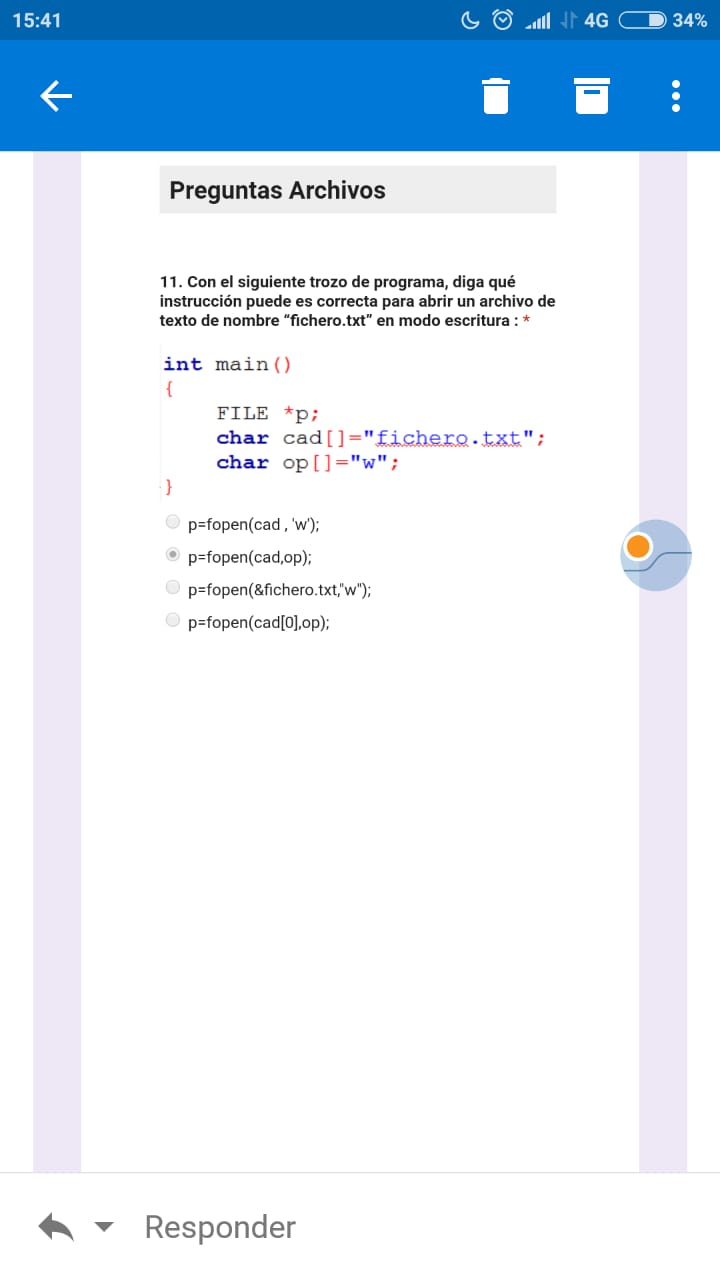 15:41
4G 34%
Preguntas Archivos
11. Con el siguiente trozo de programa, diga qué
instrucción puede es correcta para abrir un archivo de
texto de nombre “fichero.txt” en modo escritura : *
int main()
{
FILE *p;
char cad[]="fichero.txt";
char op[]="w";
}
p=fopen(cad , 'w');
p=fopen(cad,op);
p=fopen(&fichero.txt,"w");
p=fopen(cad[0],op);
Responder